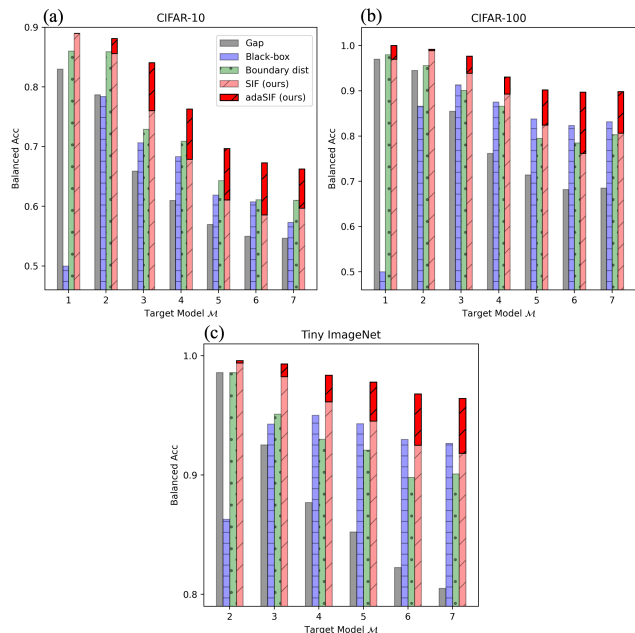 (a)
CIFAR-10
Balanced Acc
0.9
0.8
0.7
0.6
0.5
Gap
Black-box
Boundary dist
SIF (ours)
adaSIF (ours)
1 2 3 4 5 6 7
Target Model ℳ
(b)
CIFAR-100
Balanced Acc
1.0
0.9
0.8
0.7
0.6
0.5
1 2 3 4 5 6 7
Target Model ℳ
(c)
Tiny ImageNet
Balanced Acc
1.0
0.9
0.8
2 3 4 5 6 7
Target Model ℳ